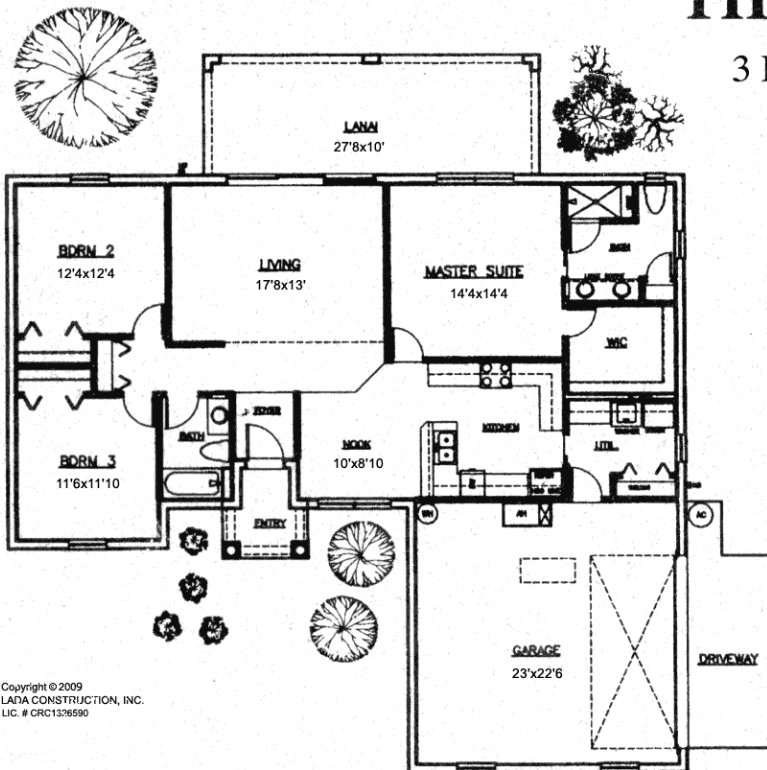 3
LANAI
27'8x10'
BDRM 2
12'4x12'4
LIVING
17'8x13'
MASTER SUITE
14'4x14'4
BATH
WIC
FOYER
BATH
KITCHEN
UTIL
NOOK
10'x8'10
BDRM 3
11'6x11'10
ENTRY
WH
AH
AC
GARAGE
23'x22'6
DRIVEWAY
Copyright © 2009
LADA CONSTRUCTION, INC.
LIC. # CRC1326590